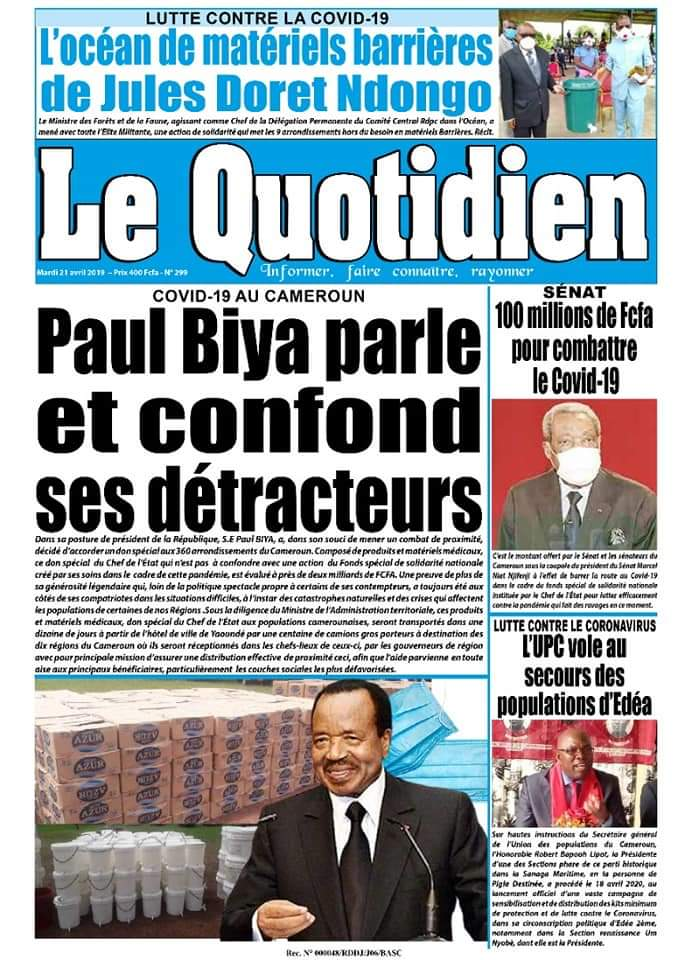 LUTTE CONTRE LA COVID-19
L'océan de matériels barrières
de Jules Doret Ndongo
Le Ministre des Forêts et de la Faune, agissant comme Chef de la Délégation Permanente du Comité Central Rdpc dans l'Océan, a
mené avec toute l'Elite Militante, une action de solidarité qui met les 9 arrondissements hors du besoin en matériels Barrières. Récit.
Le Quotidien
Mardi 21 avril 2019 – Prix 400 Fcfa - N° 299
Informer, faire connaître, rayonner
COVID-19 AU CAMEROUN
Paul Biya parle
et confond
ses détracteurs
Dans sa posture de président de la République, S.E Paul BIYA, a, dans son souci de mener un combat de proximité,
décidé d'accorder un don spécial aux 360 arrondissements du Cameroun. Composé de produits et matériels médicaux,
ce don spécial du Chef de l'État qui n'est pas à confondre avec une action du Fonds spécial de solidarité nationale
créé par ses soins dans le cadre de cette pandémie, est évalué à près de deux milliards de FCFA. Une preuve de plus de
sa générosité légendaire qui, loin de la politique spectacle propre à certains de ses contempteurs, a toujours été aux
côtés de ses compatriotes dans les situations difficiles, à l'instar des catastrophes naturelles et des crises qui affectent
les populations de certaines de nos Régions .Sous la diligence du Ministre de l'Administration territoriale, ces produits
et matériels médicaux, don spécial du Chef de l'État aux populations camerounaises, seront transportés dans une
dizaine de jours à partir de l'hôtel de ville de Yaoundé par une centaine de camions gros porteurs à destination des
dix régions du Cameroun où ils seront réceptionnés dans les chefs-lieux de ceux-ci, par les gouverneurs de région
avec pour principale mission d'assurer une distribution effective de proximité ceci, afin que l'aide parvienne en toute
aise aux principaux bénéficiaires, particulièrement les couches sociales les plus défavorisées.
AZUR
SÉNAT
100 millions de Fcfa
pour combattre
le Covid-19
C'est le montant offert par le Sénat et les sénateurs du
Cameroun sous la coupole du président du Sénat Marcel
Niat Njifenji à l'effet de barrer la route au Covid-19
dans le cadre de fonds spécial de solidarité nationale
instituée par le Chef de l'État pour lutter efficacement
contre la pandémie qui fait des ravages en ce moment.
LUTTE CONTRE LE CORONAVIRUS
L'UPC vole au
secours des
populations d'Edéa
Sur hautes instructions du Secrétaire général
de l'Union des populations du Cameroun,
l'Honorable Robert Bapooh Lipot, la Présidente
d'une des Sections phare de ce parti historique
dans la Sanaga Maritime, en la personne de
Pigle Destinée, a procédé le 18 avril 2020, au
lancement officiel d'une vaste campagne de
sensibilisation et de distribution des kits minimum
de protection et de lutte contre le Coronavirus,
dans sa circonscription politique d'Edéa 2ème,
notamment dans la Section renaissance Um
Nyobè, dont elle est la Présidente.
Rec. N° 000048/RDDJ/J06/BASC